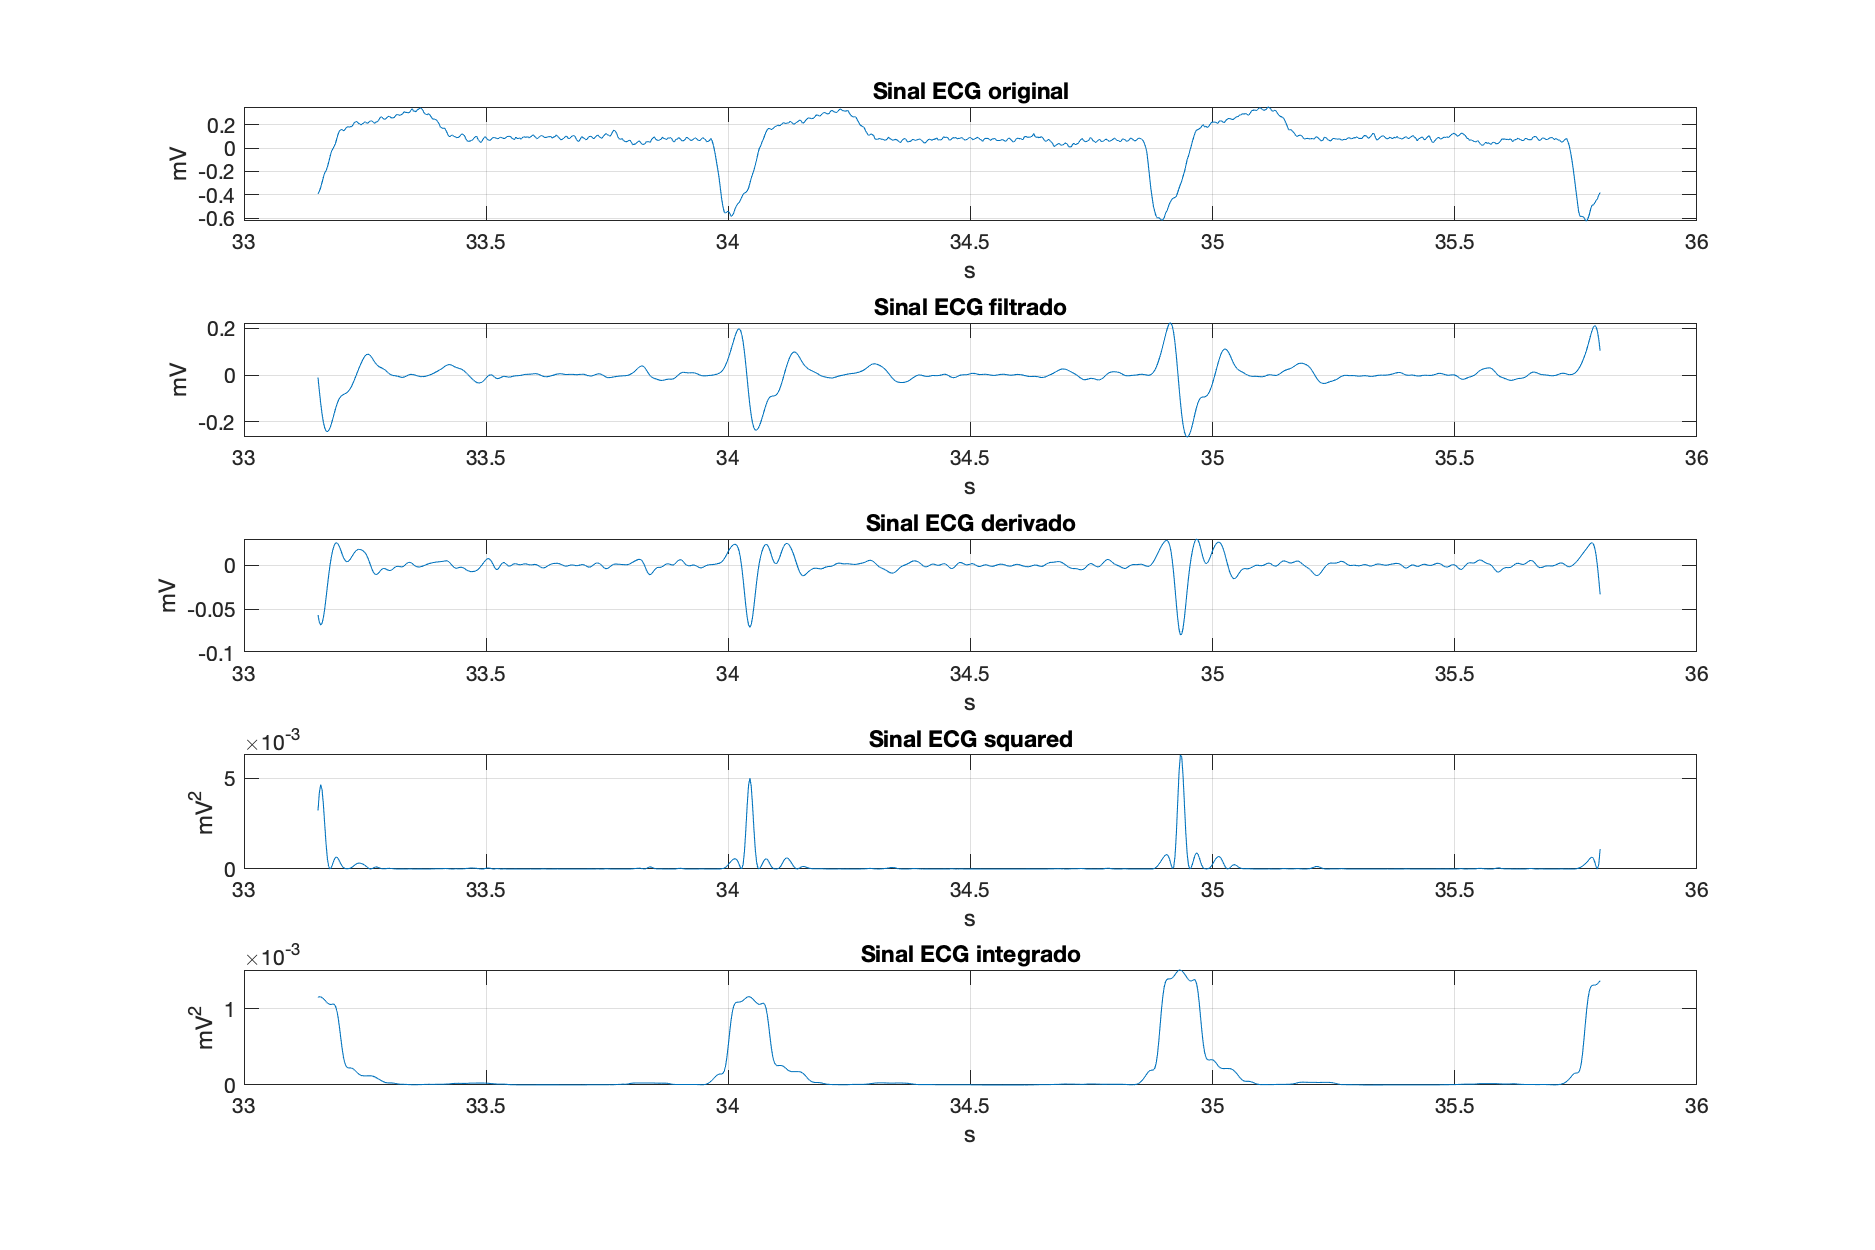 Sinal ECG original
mV
0.2
0
-0.2
-0.4
-0.6
33 33.5 34 34.5 35 35.5 36
s
Sinal ECG filtrado
mV
0.2
0
-0.2
33 33.5 34 34.5 35 35.5 36
s
Sinal ECG derivado
mV
0
-0.05
-0.1
33 33.5 34 34.5 35 35.5 36
s
×10⁻³
Sinal ECG squared
mV²
5
0
33 33.5 34 34.5 35 35.5 36
s
×10⁻³
Sinal ECG integrado
mV²
1
0
33 33.5 34 34.5 35 35.5 36
s